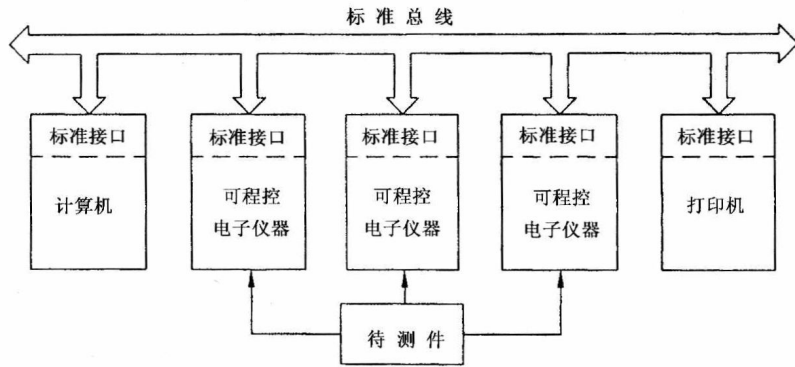 标准总线
标准接口
计算机
标准接口
可程控
电子仪器
标准接口
可程控
电子仪器
标准接口
可程控
电子仪器
标准接口
打印机
待测件